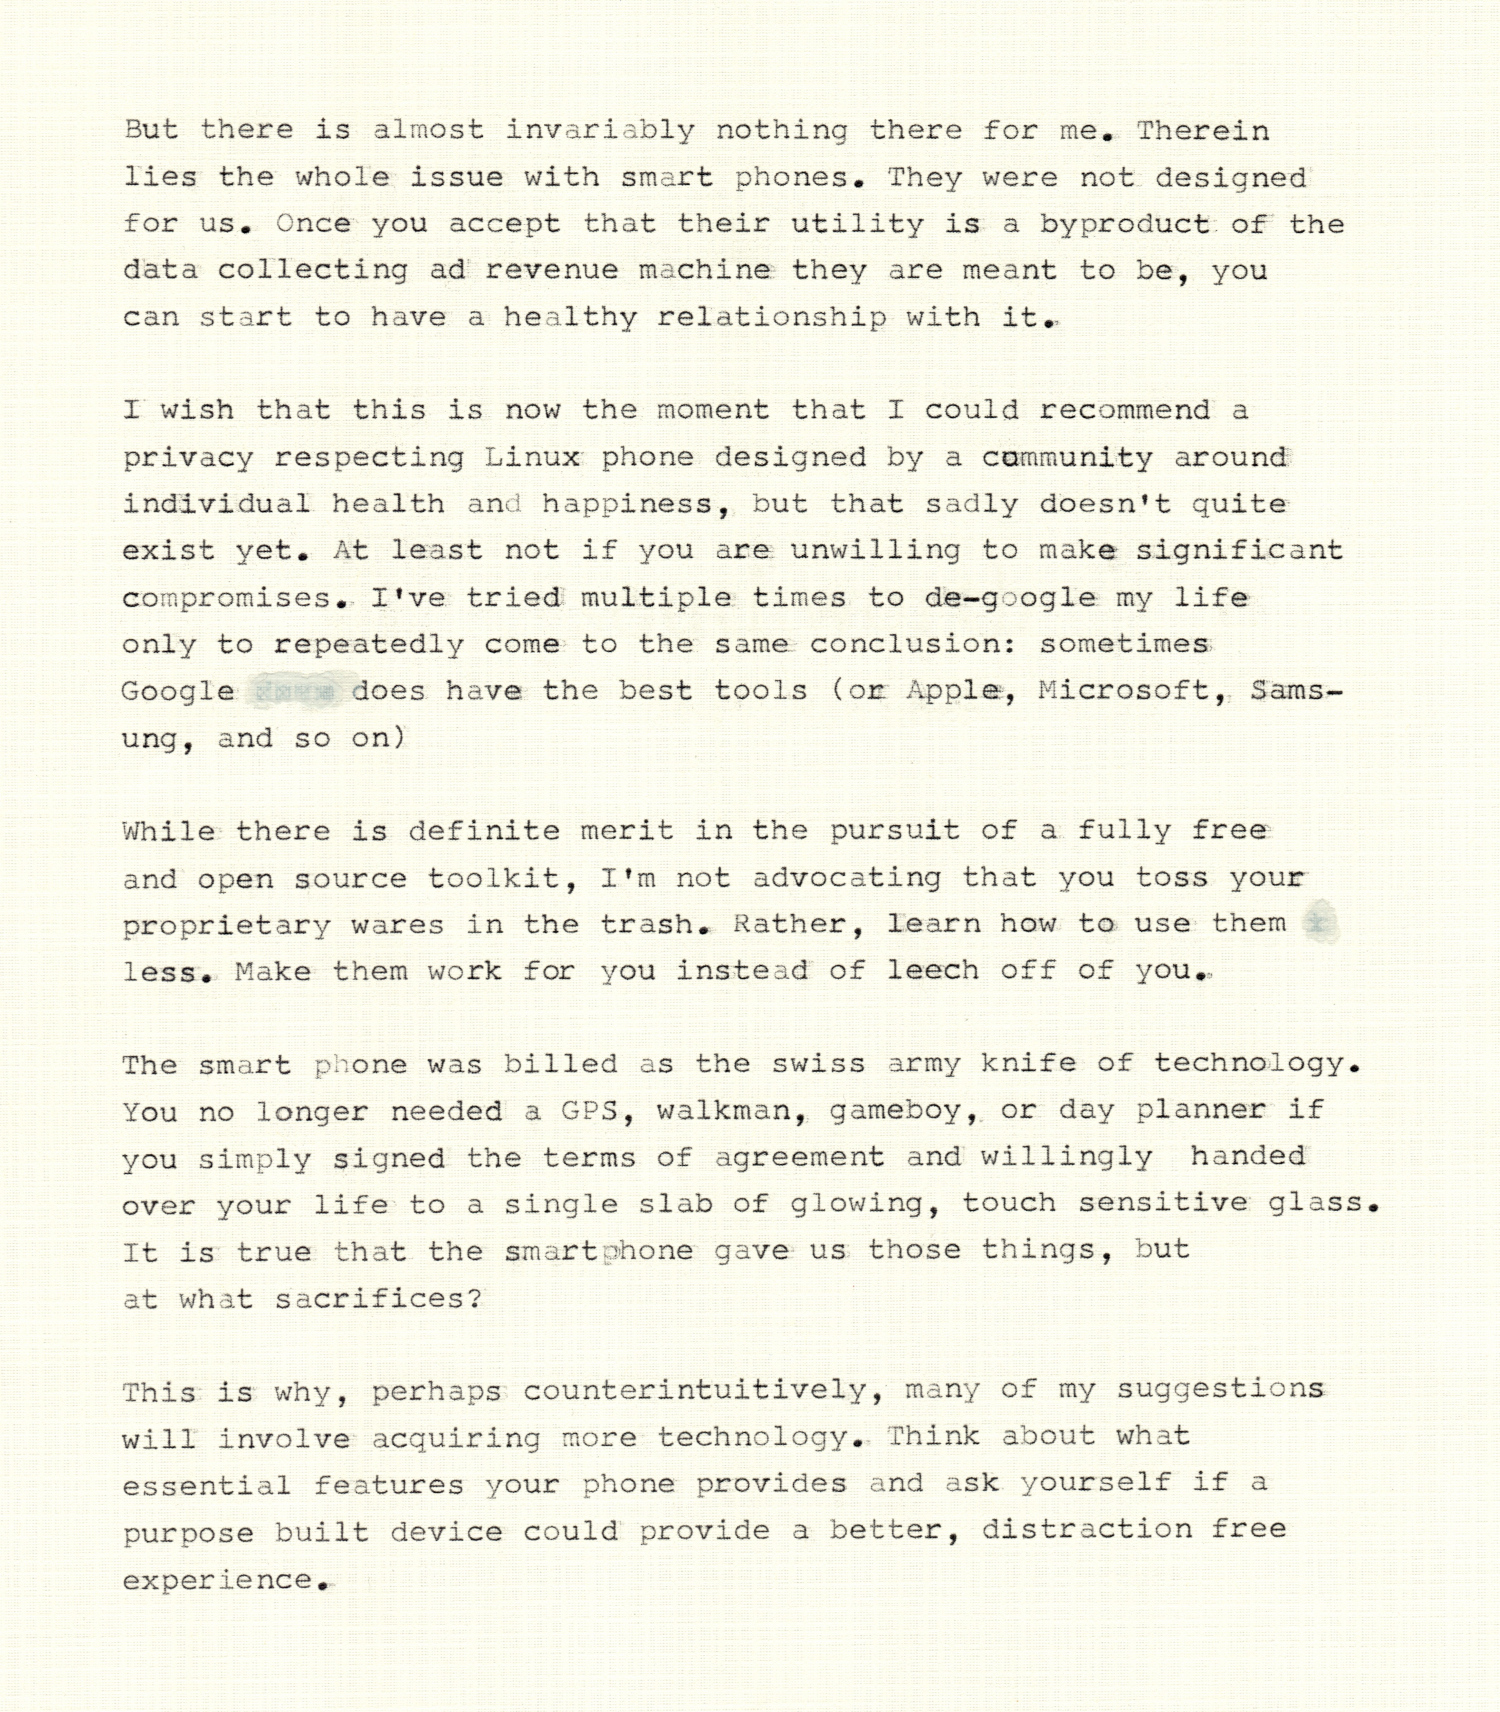 But there is almost invariably nothing there for me. Therein
lies the whole issue with smart phones. They were not designed
for us. Once you accept that their utility is a byproduct of the
data collecting ad revenue machine they are meant to be, you
can start to have a healthy relationship with it.
I wish that this is now the moment that I could recommend a
privacy respecting Linux phone designed by a community around
individual health and happiness, but that sadly doesn't quite
exist yet. At least not if you are unwilling to make significant
compromises. I've tried multiple times to de-google my life
only to repeatedly come to the same conclusion: sometimes
Google does have the best tools (or Apple, Microsoft, Sams-
ung, and so on)
While there is definite merit in the pursuit of a fully free
and open source toolkit, I'm not advocating that you toss your
proprietary wares in the trash. Rather, learn how to use them
less. Make them work for you instead of leech off of you.
The smart phone was billed as the swiss army knife of technology.
You no longer needed a GPS, walkman, gameboy, or day planner if
you simply signed the terms of agreement and willingly  handed
over your life to a single slab of glowing, touch sensitive glass.
It is true that the smartphone gave us those things, but
at what sacrifices?
This is why, perhaps counterintuitively, many of my suggestions
will involve acquiring more technology. Think about what
essential features your phone provides and ask yourself if a
purpose built device could provide a better, distraction free
experience.